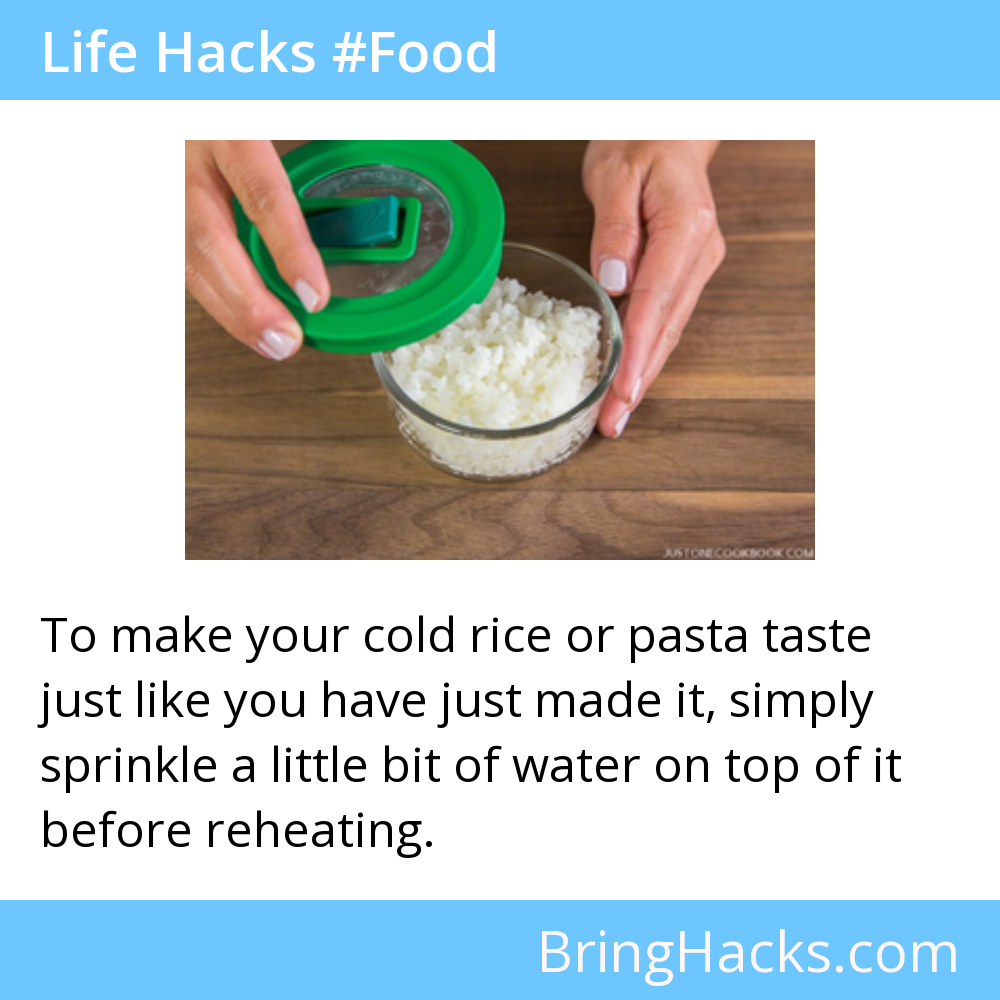 Life Hacks #Food
JUSTONECOOKBOOK.COM
To make your cold rice or pasta taste
just like you have just made it, simply
sprinkle a little bit of water on top of it
before reheating.
BringHacks.com